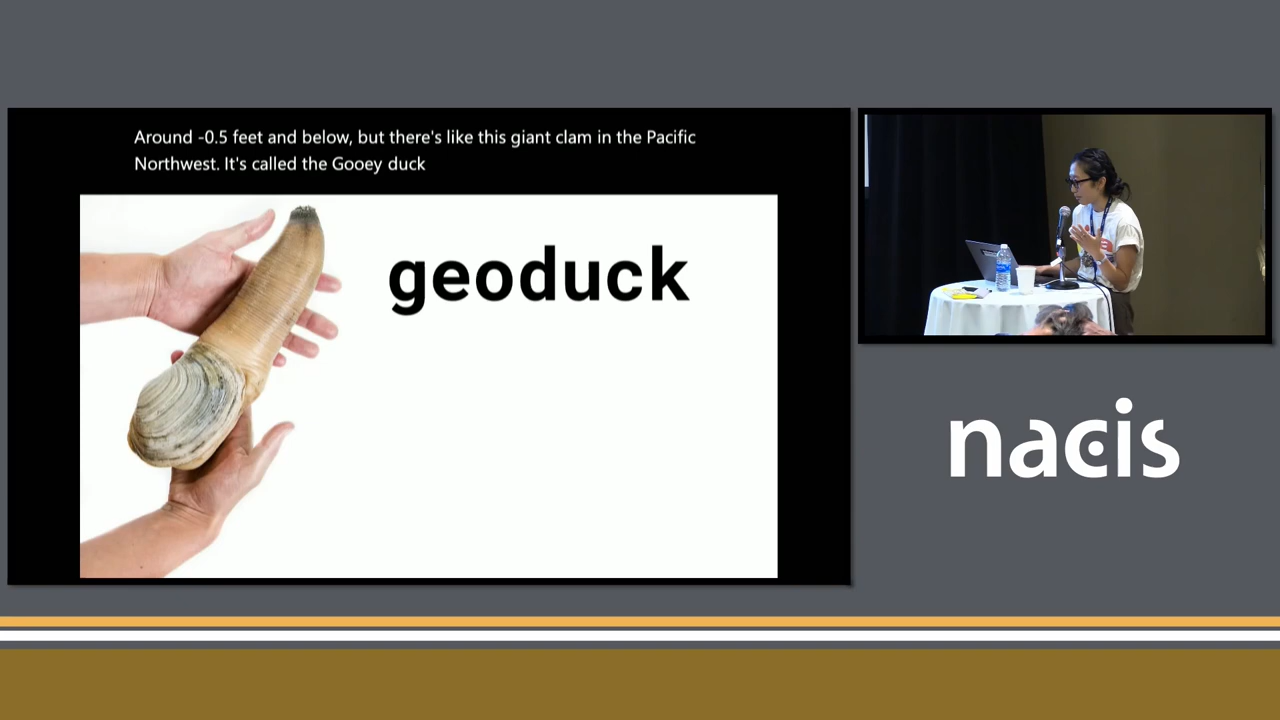 Around -0.5 feet and below, but there's like this giant clam in the Pacific
Northwest. It's called the Gooey duck
geoduck
nacis